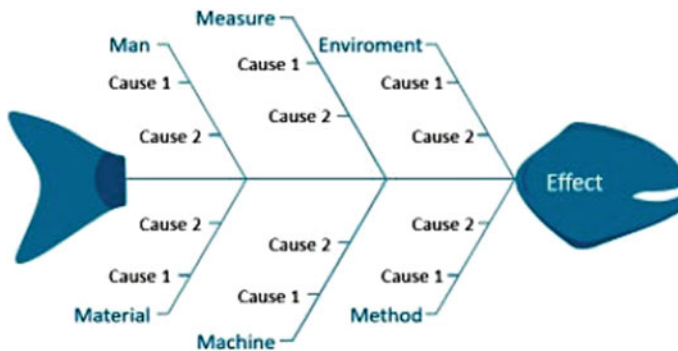 Measure
Man
Enviroment
Cause 1
Cause 1
Cause 1
Cause 2
Cause 2
Cause 2
Effect
Cause 2
Cause 2
Cause 2
Cause 1
Cause 1
Cause 1
Material
Method
Machine